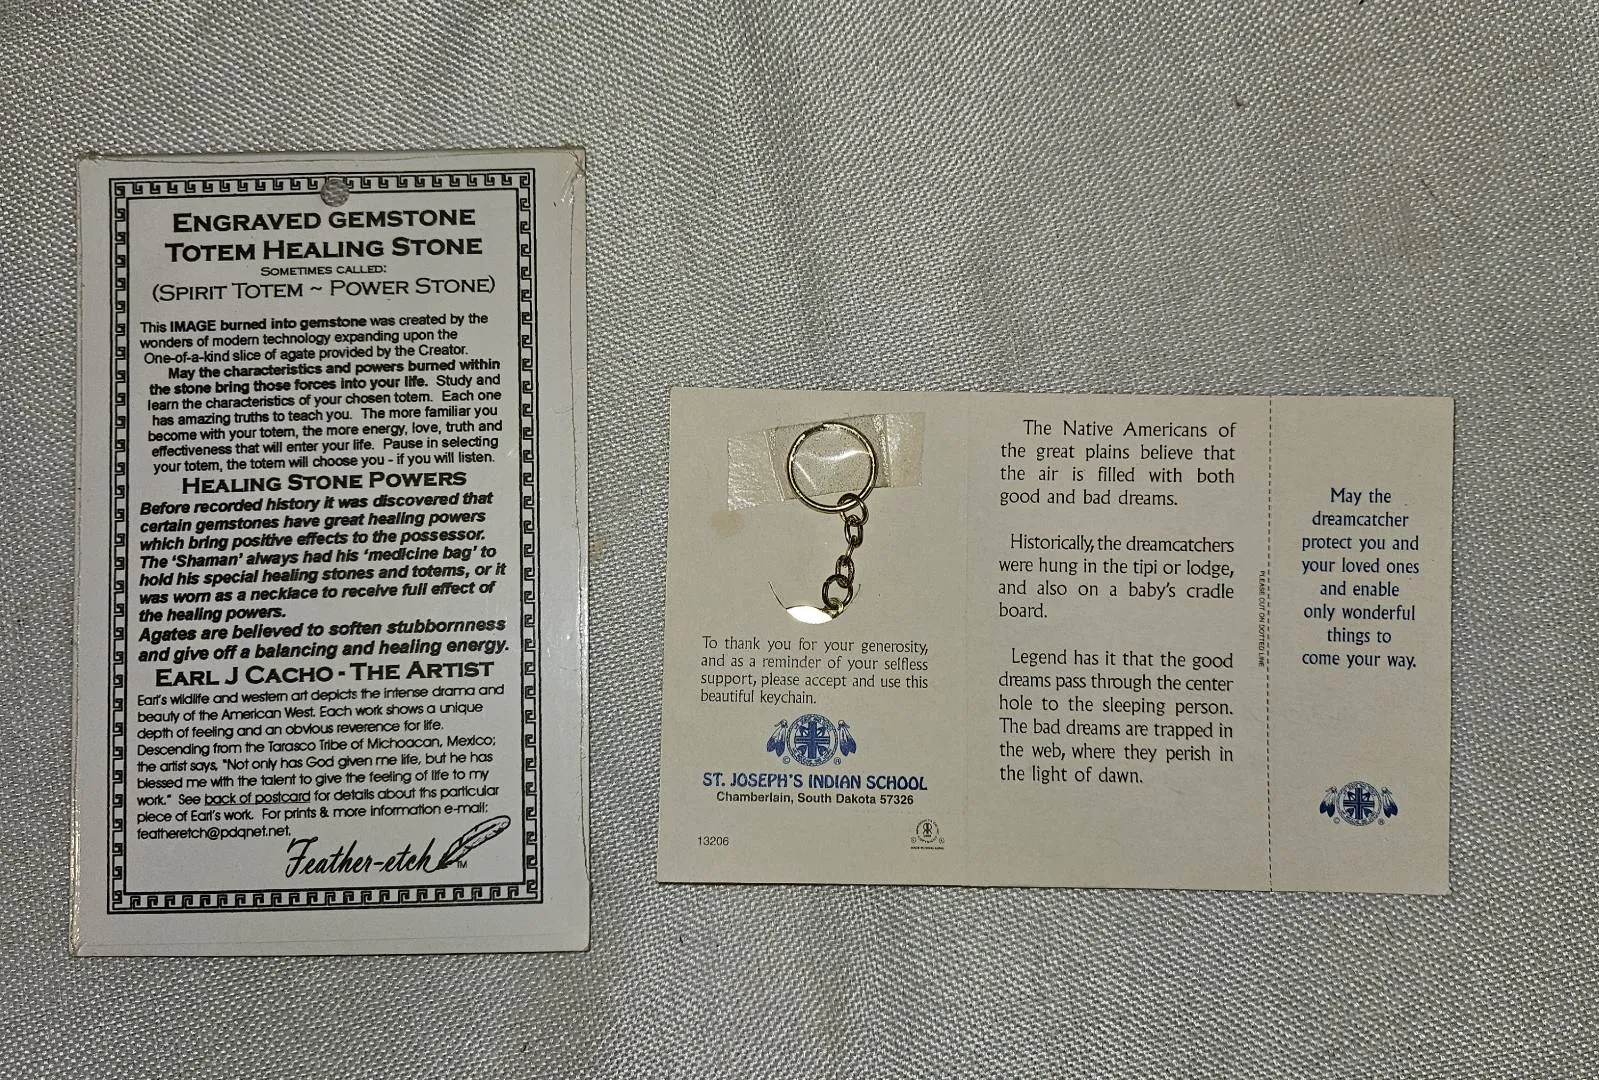 ENGRAVED GEMSTONE
TOTEM HEALING STONE
SOMETIMES CALLED:
(SPIRIT TOTEM ~ POWER STONE)
This IMAGE burned into gemstone was created by the
wonders of modern technology expanding upon the
One-of-a-kind slice of agate provided by the Creator.
May the characteristics and powers burned within
the stone bring those forces into your life. Study and
learn the characteristics of your chosen totem. Each one
has amazing truths to teach you. The more familiar you
become with your totem, the more energy, love, truth and
effectiveness that will enter your life. Pause in selecting
your totem, the totem will choose you - if you will listen.
HEALING STONE POWERS
Before recorded history it was discovered that
certain gemstones have great healing powers
which bring positive effects to the possessor.
The 'Shaman' always had his 'medicine bag' to
hold his special healing stones and totems, or it
was worn as a necklace to receive full effect of
the healing powers.
Agates are believed to soften stubbornness
and give off a balancing and healing energy.
EARL J CACHO - THE ARTIST
Earl's wildlife and western art depicts the intense drama and
beauty of the American West. Each work shows a unique
depth of feeling and an obvious reverence for life.
Descending from the Tarasco Tribe of Michoacan, Mexico;
the artist says, "Not only has God given me life, but he has
blessed me with the talent to give the feeling of life to my
work." See back of postcard for details about ths particular
piece of Earl's work. For prints & more information e-mail:
featheretch@pdqnet.net.
Feather-etch TM
To thank you for your generosity,
and as a reminder of your selfless
support, please accept and use this
beautiful keychain.
© ®
ST. JOSEPH'S INDIAN SCHOOL
Chamberlain, South Dakota 57326
13206
The Native Americans of
the great plains believe that
the air is filled with both
good and bad dreams.
Historically, the dreamcatchers
were hung in the tipi or lodge,
and also on a baby's cradle
board.
Legend has it that the good
dreams pass through the center
hole to the sleeping person.
The bad dreams are trapped in
the web, where they perish in
the light of dawn.
PLEASE CUT ON DOTTED LINE
May the
dreamcatcher
protect you and
your loved ones
and enable
only wonderful
things to
come your way.
© ®